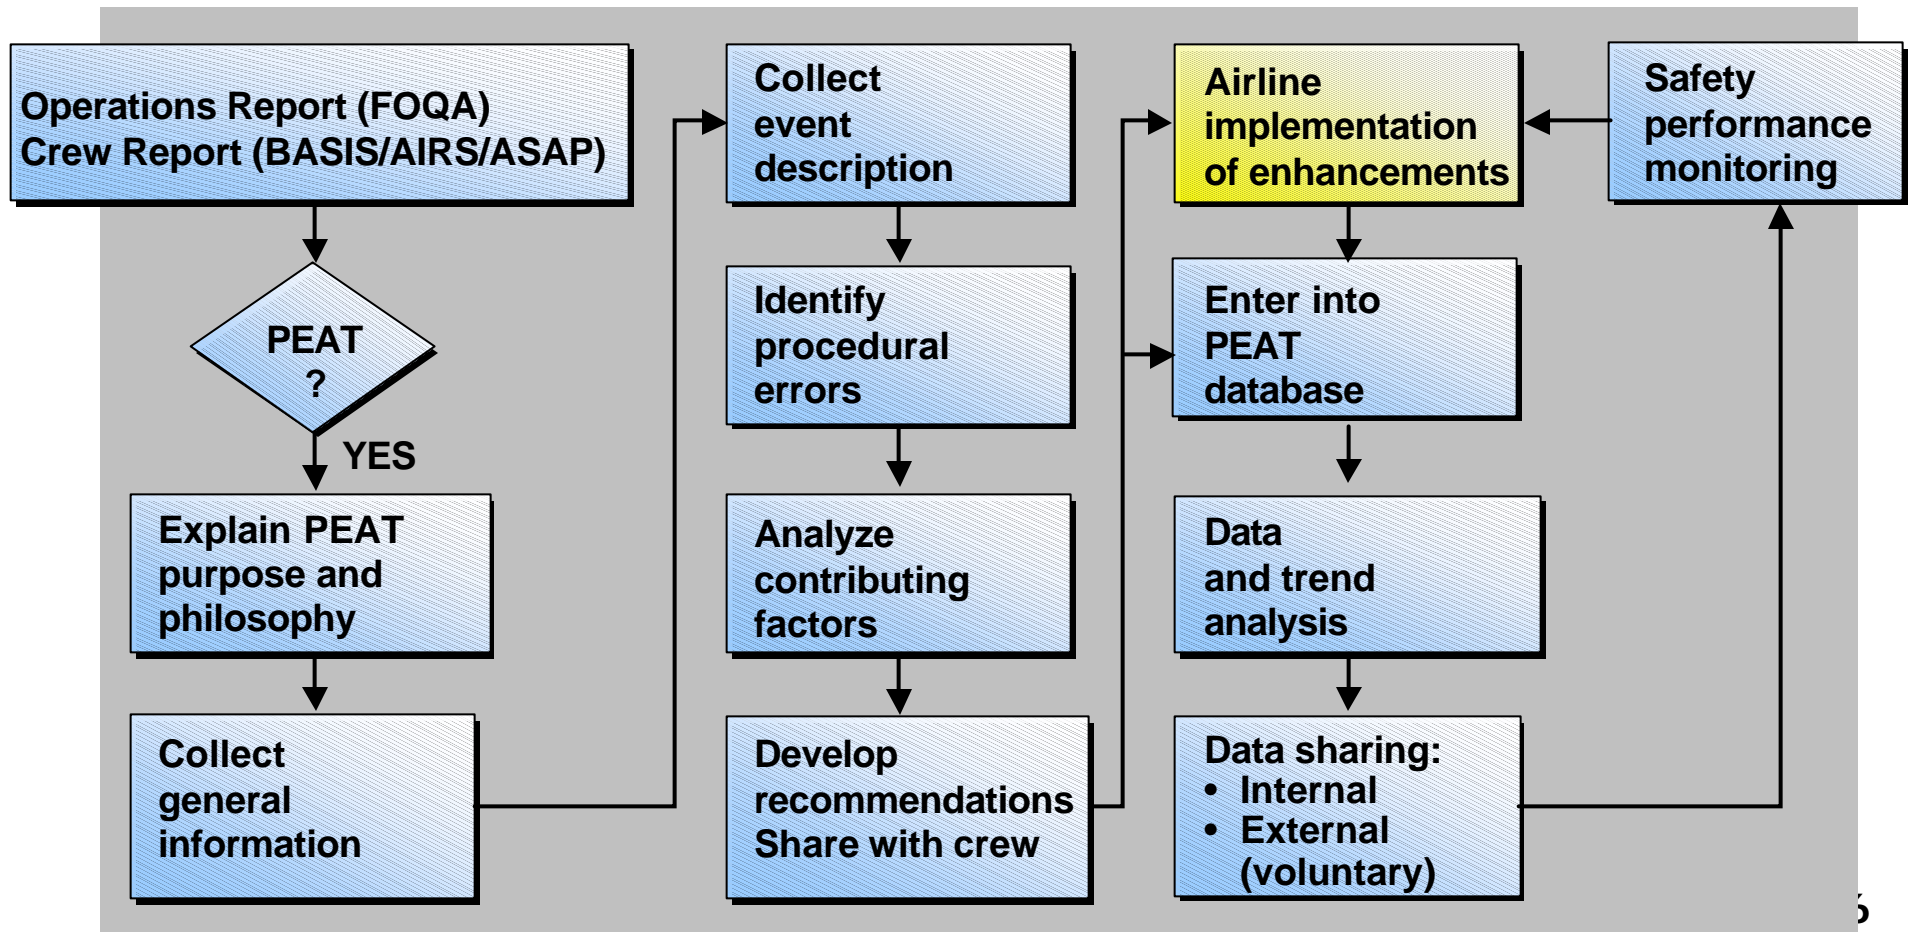 Operations Report (FOQA)
Crew Report (BASIS/AIRS/ASAP)
PEAT
?
YES
Explain PEAT
purpose and
philosophy
Collect
general
information
Collect
event
description
Identify
procedural
errors
Analyze
contributing
factors
Develop
recommendations
Share with crew
Airline
implementation
of enhancements
Enter into
PEAT
database
Data
and trend
analysis
Data sharing:
• Internal
• External
(voluntary)
Safety
performance
monitoring